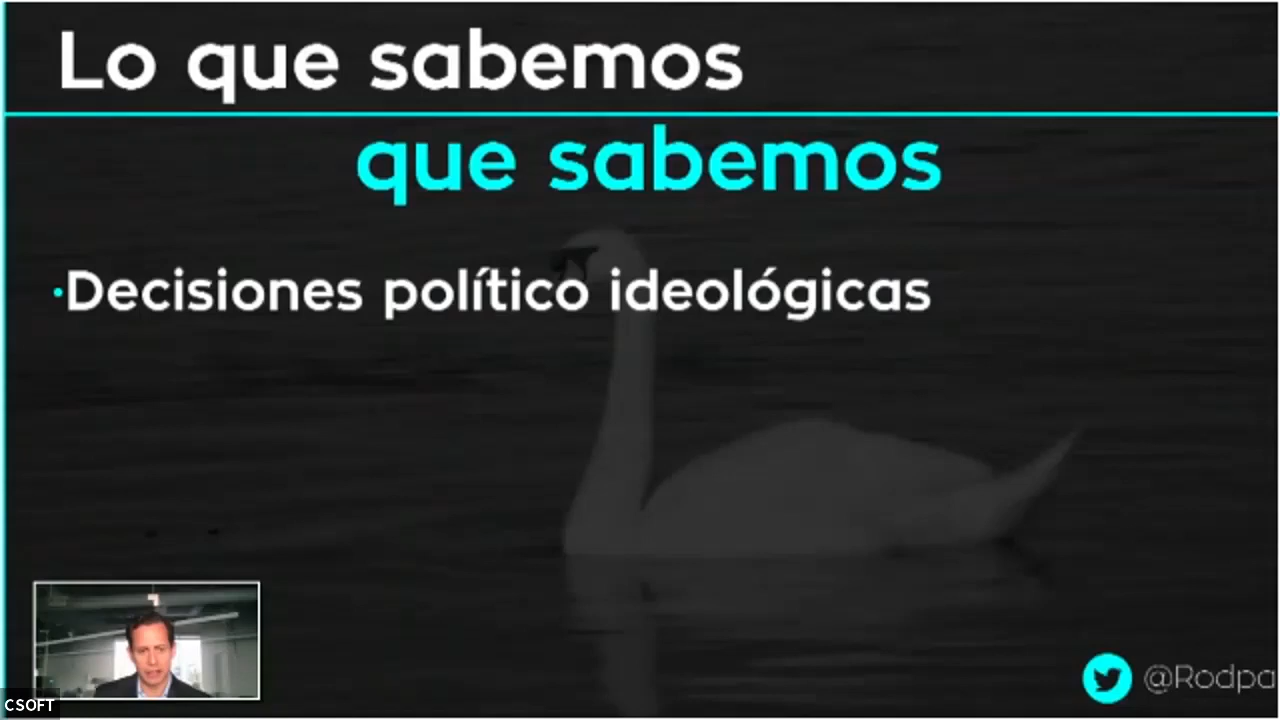 Lo que sabemos
que sabemos
·Decisiones político ideológicas
@Rodpa
CSOFT